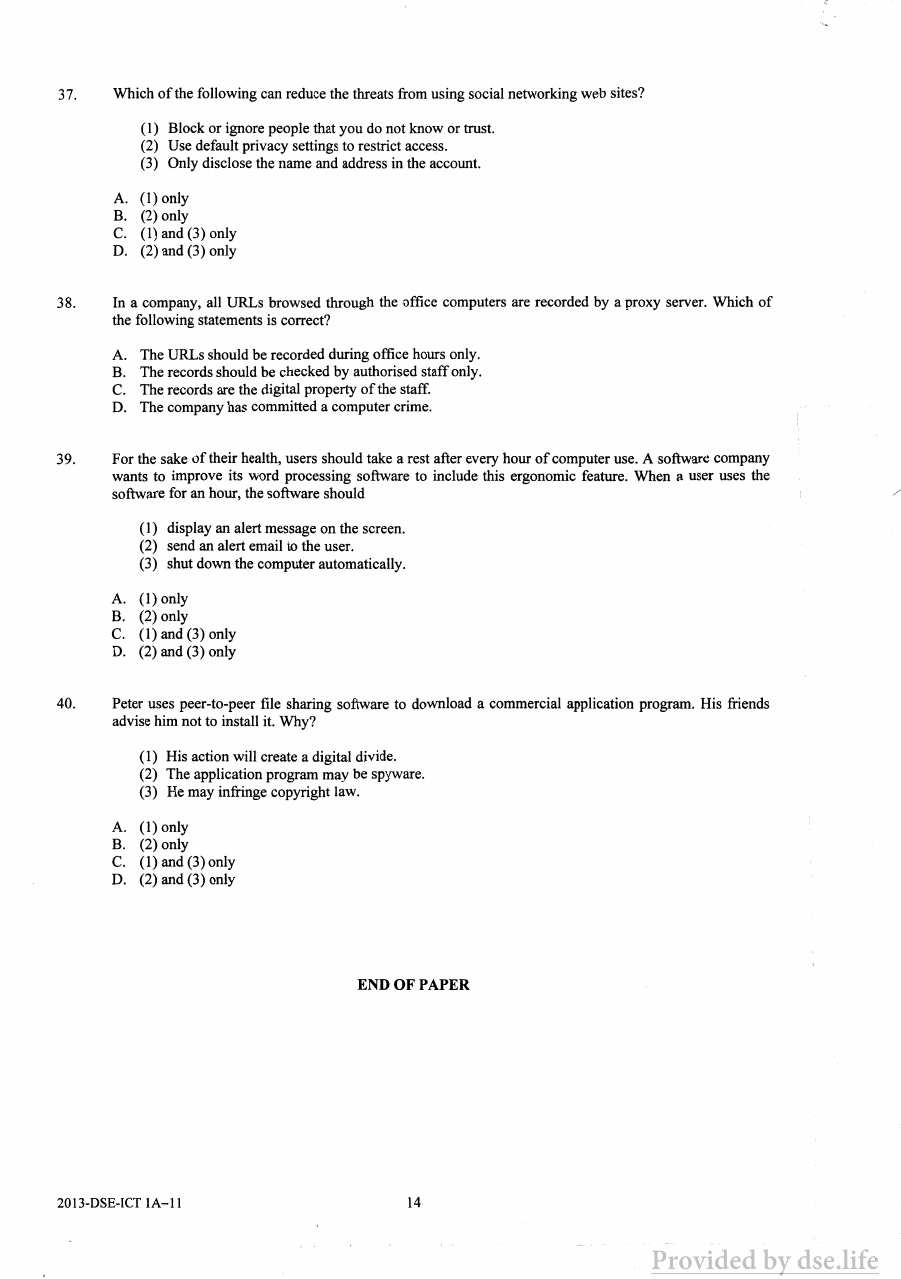 37. Which of the following can reduce the threats from using social networking web sites?
(1) Block or ignore people that you do not know or trust.
(2) Use default privacy settings to restrict access.
(3) Only disclose the name and address in the account.
A. (1) only
B. (2) only
C. (1) and (3) only
D. (2) and (3) only
38. In a company, all URLs browsed through the office computers are recorded by a proxy server. Which of
the following statements is correct?
A. The URLs should be recorded during office hours only.
B. The records should be checked by authorised staff only.
C. The records are the digital property of the staff.
D. The company has committed a computer crime.
39. For the sake of their health, users should take a rest after every hour of computer use. A software company
wants to improve its word processing software to include this ergonomic feature. When a user uses the
software for an hour, the software should
(1) display an alert message on the screen.
(2) send an alert email to the user.
(3) shut down the computer automatically.
A. (1) only
B. (2) only
C. (1) and (3) only
D. (2) and (3) only
40. Peter uses peer-to-peer file sharing software to download a commercial application program. His friends
advise him not to install it. Why?
(1) His action will create a digital divide.
(2) The application program may be spyware.
(3) He may infringe copyright law.
A. (1) only
B. (2) only
C. (1) and (3) only
D. (2) and (3) only
END OF PAPER
2013-DSE-ICT 1A–11 14
Provided by dse.life